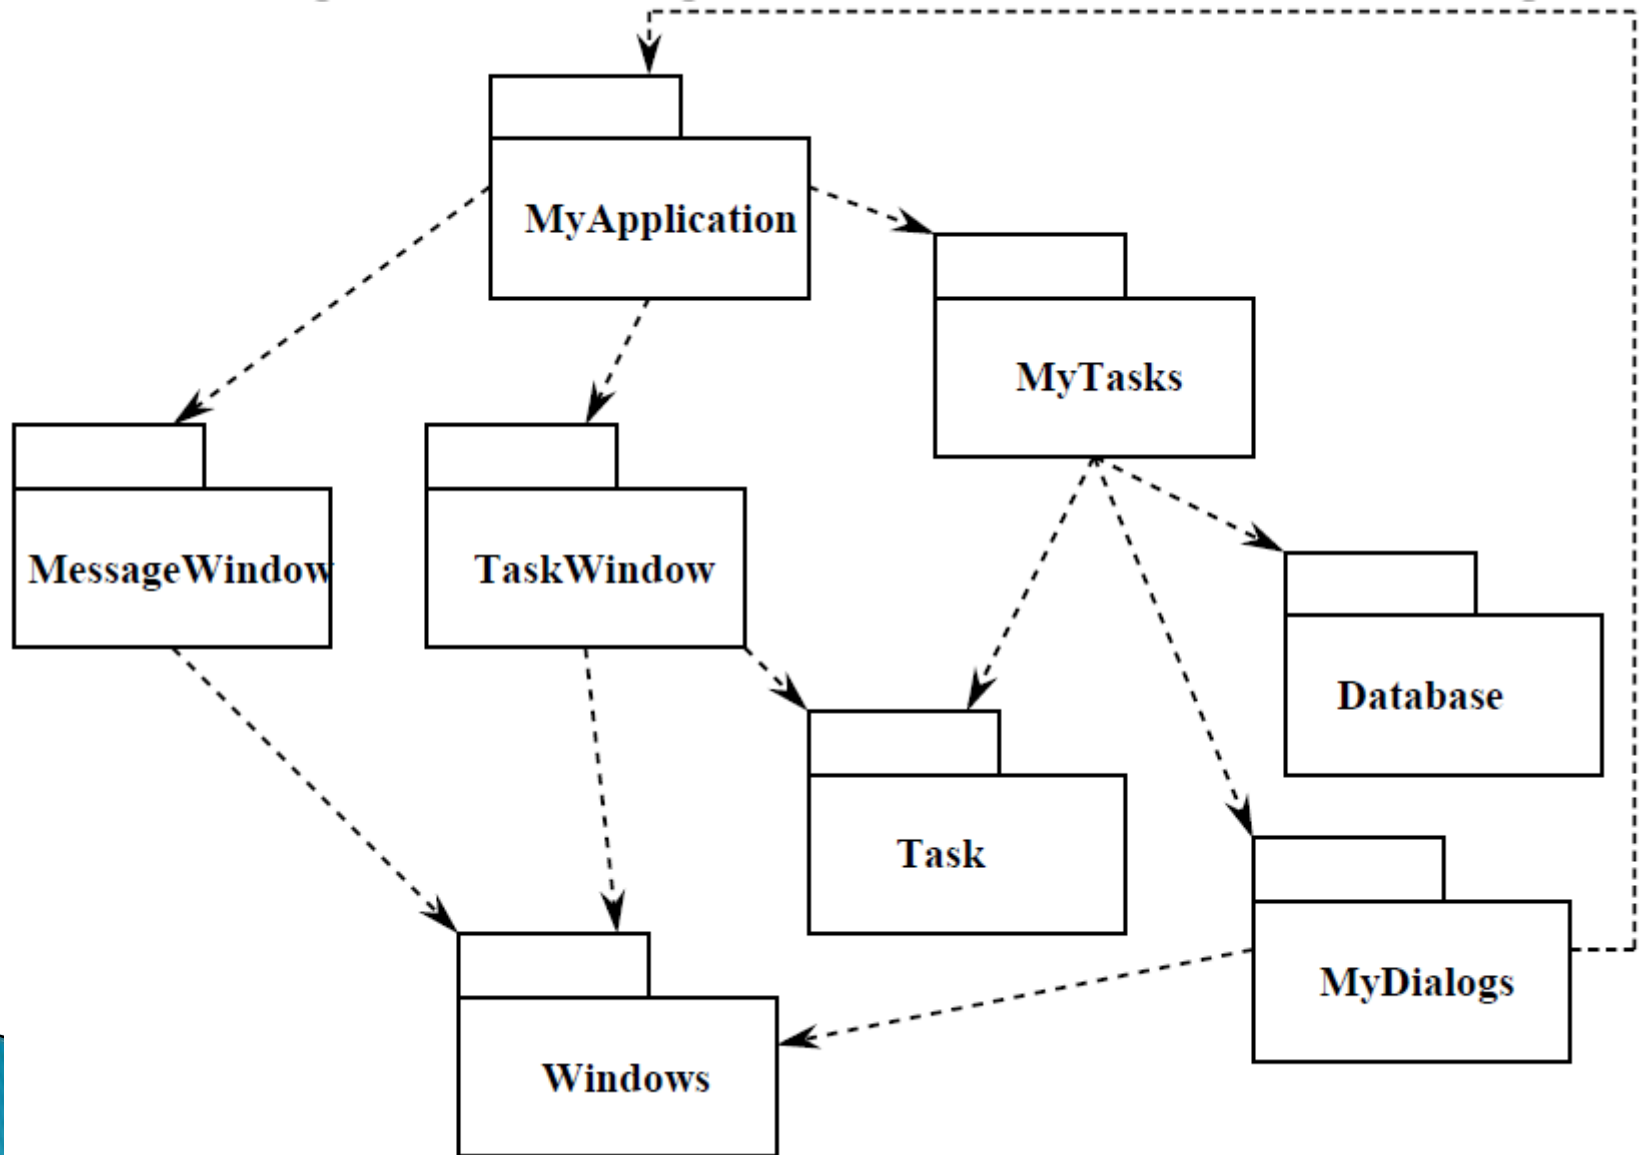 MyApplication
MyTasks
MessageWindow
TaskWindow
Database
Task
MyDialogs
Windows